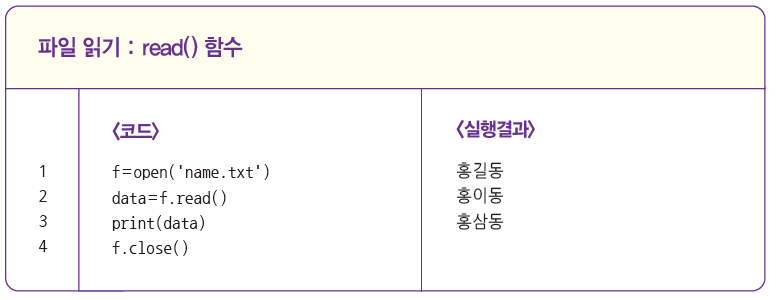 파일 읽기 : read() 함수
<코드>
1 f=open('name.txt')
2 data=f.read()
3 print(data)
4 f.close()
<실행결과>
홍길동
홍이동
홍삼동